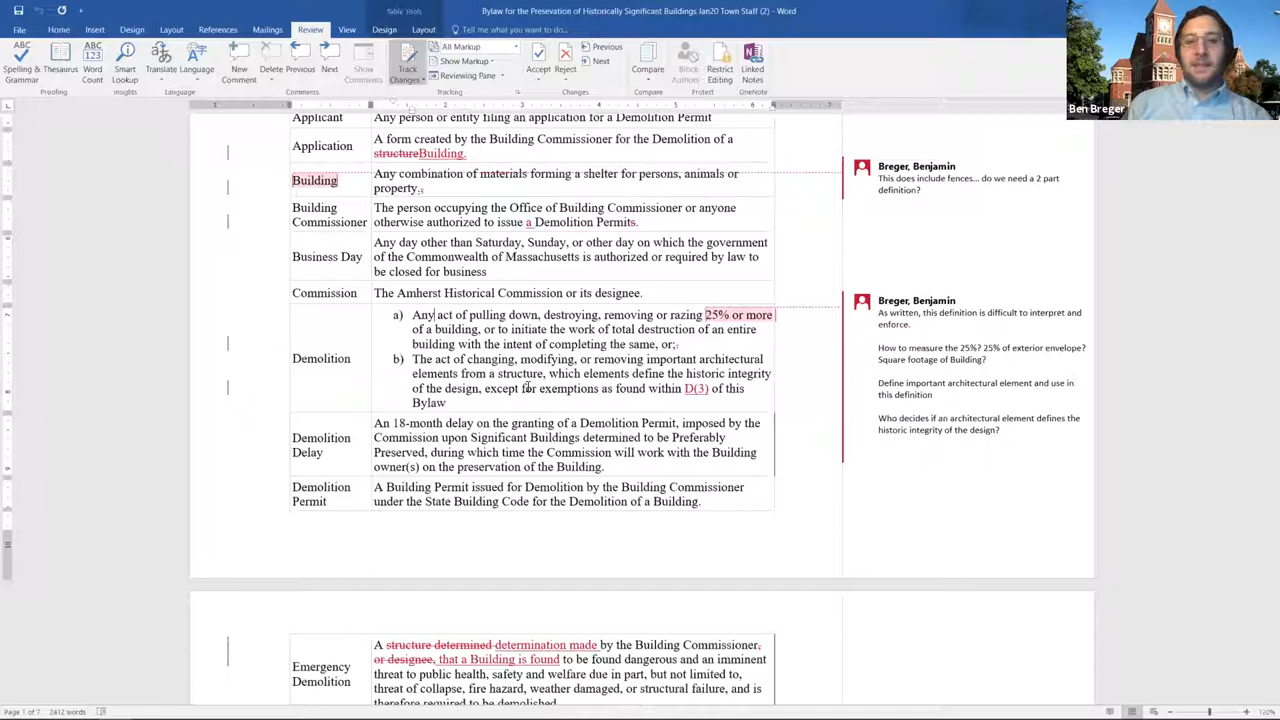 Table Tools
Bylaw for the Presevation of Historically Significant Buildings Jan20 Town Staff (2) - Word
File Home Insert Design Layout References Mailings Review View Design Layout Tell me what you want to do...
Spelling & Grammar
Thesaurus
Word Count
Smart Lookup
Translate
Language
New Comment
Delete
Previous
Next
Show Comments
Track Changes
All Markup
Show Markup
Reviewing Pane
Accept
Reject
Previous
Next
Compare
Block Authors
Restrict Editing
Linked Notes
Proofing Insights Language Comments Tracking Changes Compare Protect OneNote
Ben Breger
Applicant Any person or entity filing an application for a Demolition Permit
Application
A form created by the Building Commissioner for the Demolition of a
structureBuilding.
Building
Any combination of materials forming a shelter for persons, animals or
property.;
Building
Commissioner
The person occupying the Office of Building Commissioner or anyone
otherwise authorized to issue a Demolition Permits.
Business Day
Any day other than Saturday, Sunday, or other day on which the government
of the Commonwealth of Massachusetts is authorized or required by law to
be closed for business
Commission The Amherst Historical Commission or its designee.
Demolition
a) Any act of pulling down, destroying, removing or razing 25% or more
of a building, or to initiate the work of total destruction of an entire
building with the intent of completing the same, or;.
b) The act of changing, modifying, or removing important architectural
elements from a structure, which elements define the historic integrity
of the design, except for exemptions as found within D(3) of this
Bylaw
Demolition
Delay
An 18-month delay on the granting of a Demolition Permit, imposed by the
Commission upon Significant Buildings determined to be Preferably
Preserved, during which time the Commission will work with the Building
owner(s) on the preservation of the Building.
Demolition
Permit
A Building Permit issued for Demolition by the Building Commissioner
under the State Building Code for the Demolition of a Building.
Emergency
Demolition
A structure determined determination made by the Building Commissioner,
or designee, that a Building is found to be found dangerous and an imminent
threat to public health, safety and welfare due in part, but not limited to,
threat of collapse, fire hazard, weather damaged, or structural failure, and is
therefore required to be demolished
Breger, Benjamin
This does include fences... do we need a 2 part
definition?
Breger, Benjamin
As written, this definition is difficult to interpret and
enforce.
How to measure the 25%? 25% of exterior envelope?
Square footage of Building?
Define important architectural element and use in
this definition
Who decides if an architectural element defines the
historic integrity of the design?
Page 1 of 7 2412 words
120%